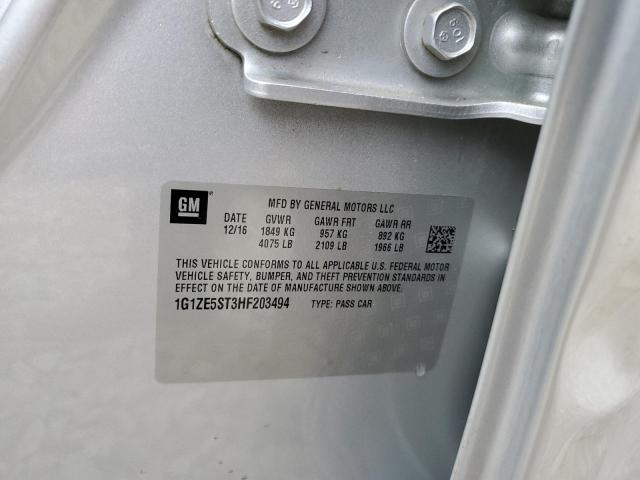 GM
MFD BY GENERAL MOTORS LLC
DATE GVWR GAWR FRT GAWR RR
12/16 1849 KG 957 KG 892 KG
4075 LB 2109 LB 1966 LB
THIS VEHICLE CONFORMS TO ALL APPLICABLE U.S. FEDERAL MOTOR
VEHICLE SAFETY, BUMPER, AND THEFT PREVENTION STANDARDS IN
EFFECT ON THE DATE OF MANUFACTURE SHOWN ABOVE.
1G1ZE5ST3HF203494 TYPE: PASS CAR